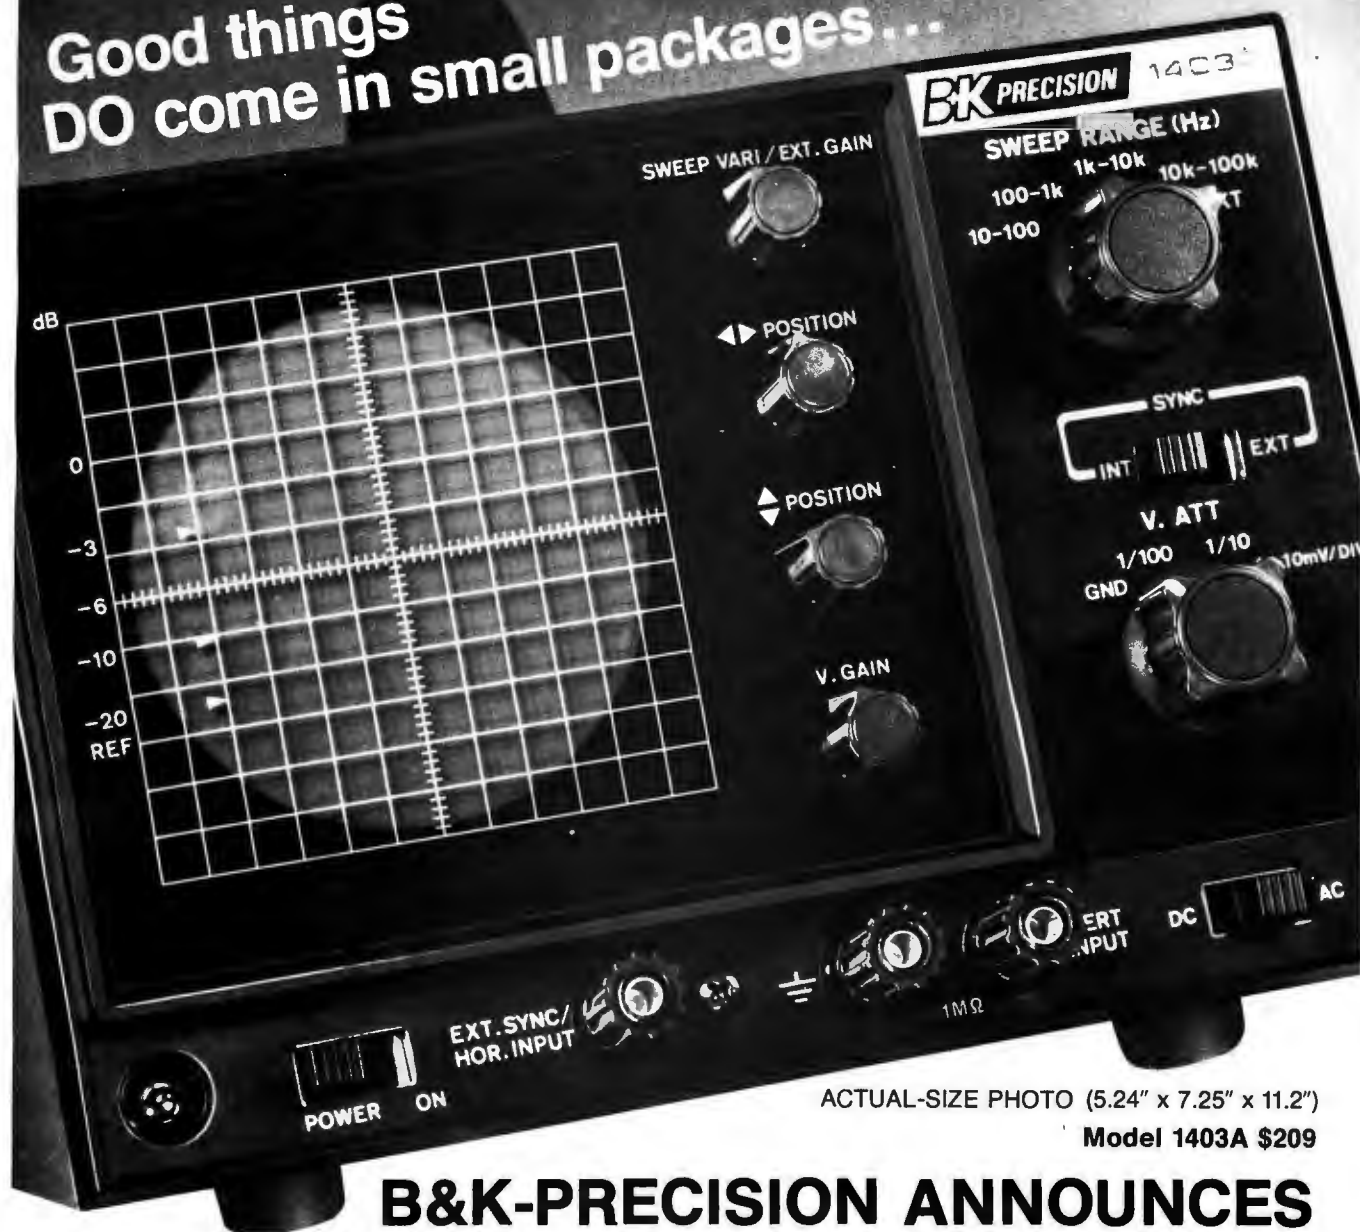 Good things
DO come in small packages...
B·K PRECISION
SWEEP VARI/EXT. GAIN
SWEEP RANGE (Hz)
10-100
100-1k
1k-10k
10k-100k
dB
0
-3
-6
-10
-20
REF
◀▶ POSITION
SYNC
INT
EXT
▲▼ POSITION
V. ATT
GND
1/100
1/10
10mV/DIV
V. GAIN
DC
AC
EXT. SYNC/
HOR. INPUT
1MΩ
POWER ON
ACTUAL-SIZE PHOTO (5.24" x 7.25" x 11.2")
Model 1403A $209
B&K-PRECISION ANNOUNCES